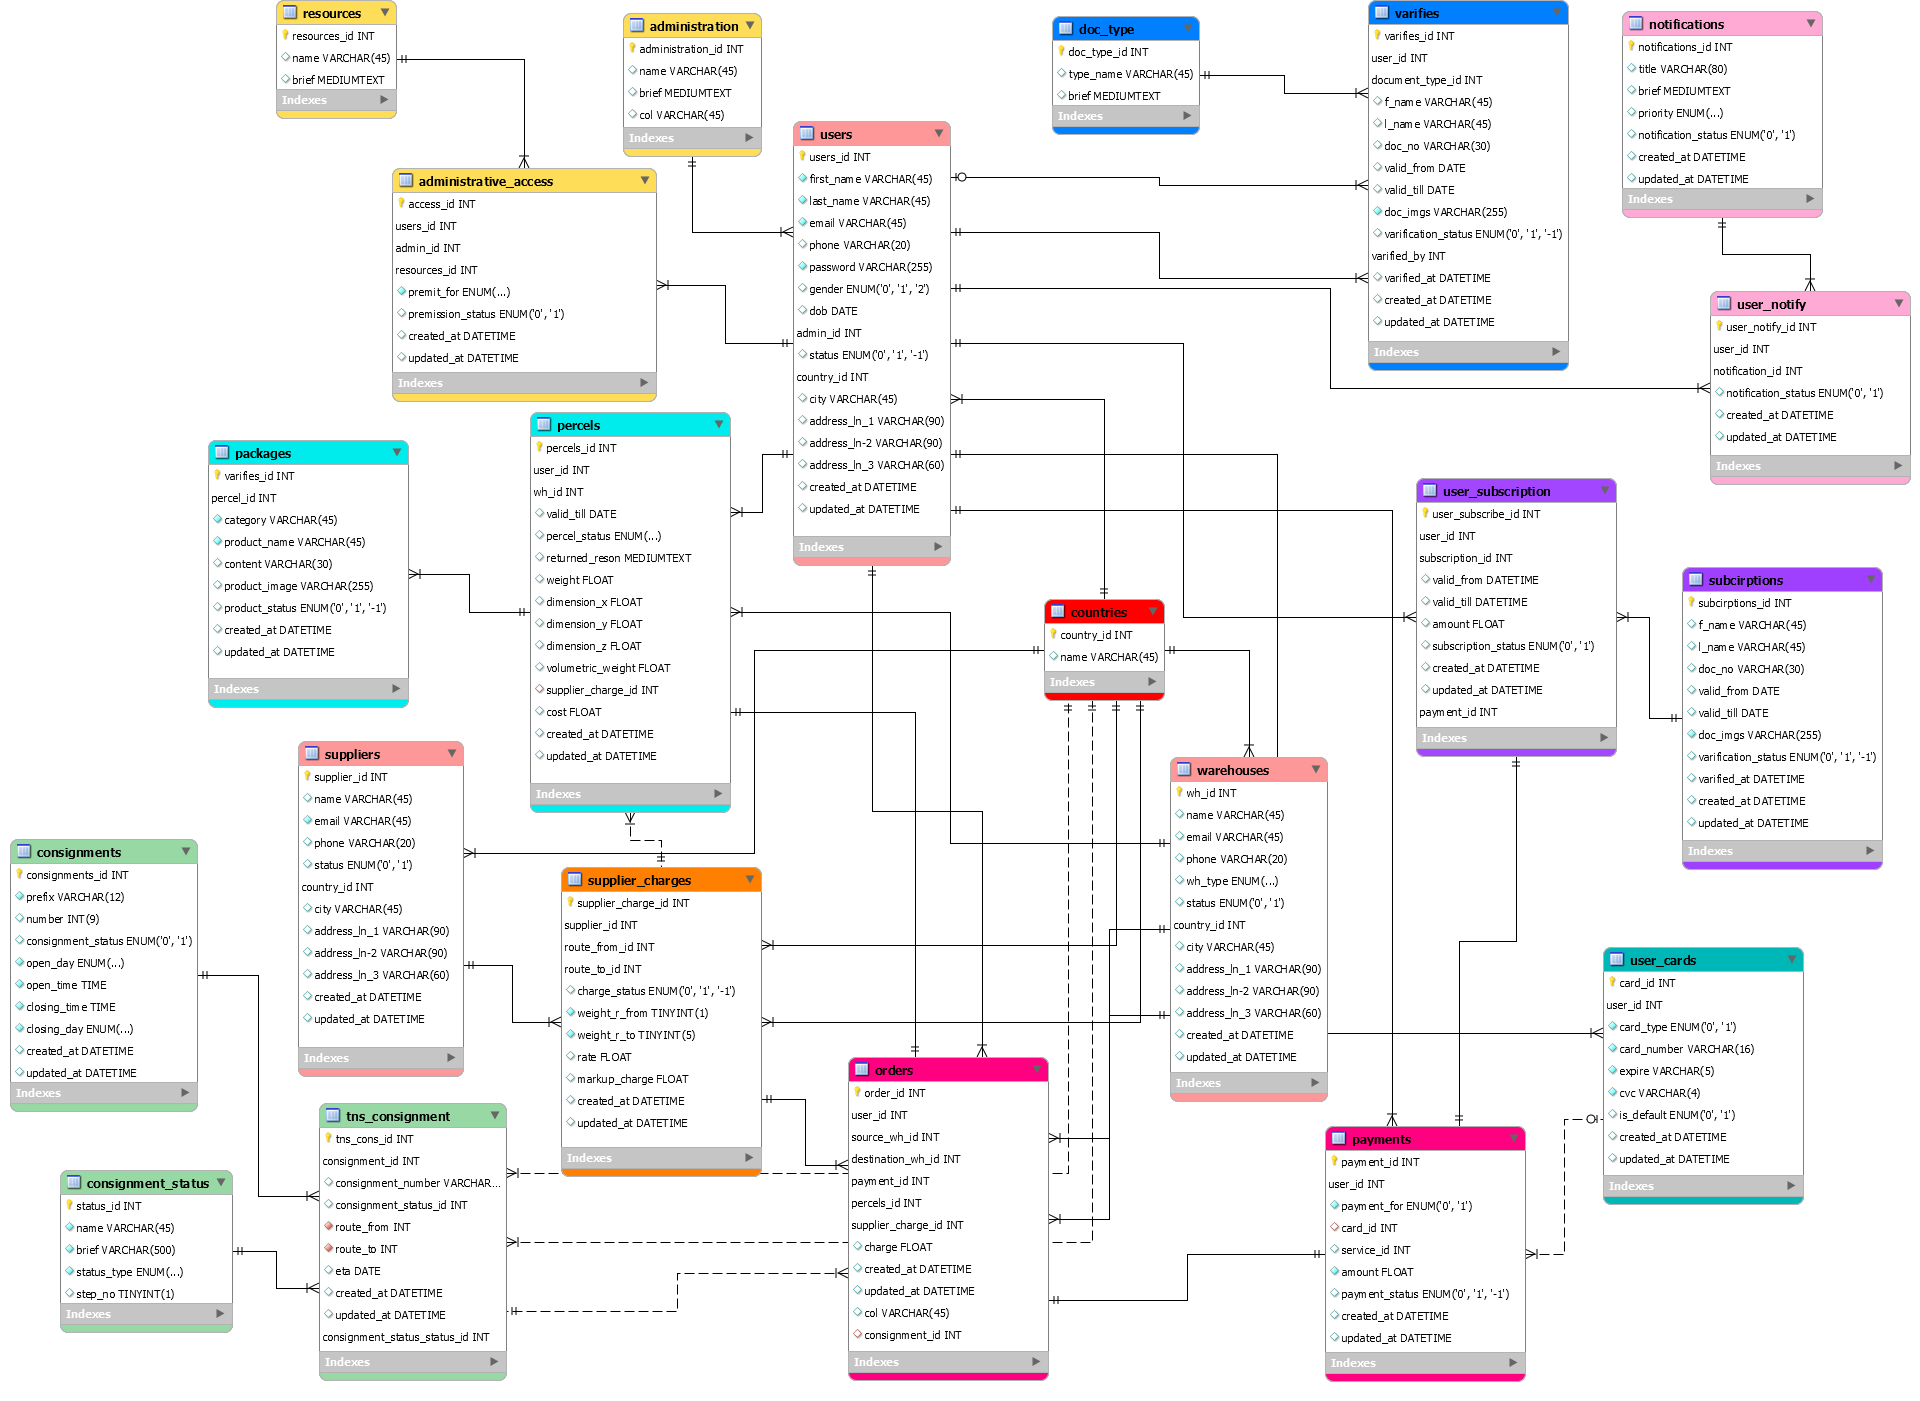 resources
resources_id INT
name VARCHAR(45)
brief MEDIUMTEXT
Indexes
administration
administration_id INT
name VARCHAR(45)
brief MEDIUMTEXT
col VARCHAR(45)
Indexes
doc_type
doc_type_id INT
type_name VARCHAR(45)
brief MEDIUMTEXT
Indexes
varifies
varifies_id INT
user_id INT
document_type_id INT
f_name VARCHAR(45)
l_name VARCHAR(45)
doc_no VARCHAR(30)
valid_from DATE
valid_till DATE
doc_imgs VARCHAR(255)
varification_status ENUM('0', '1', '-1')
varified_by INT
varified_at DATETIME
created_at DATETIME
updated_at DATETIME
Indexes
notifications
notifications_id INT
title VARCHAR(80)
brief MEDIUMTEXT
priority ENUM(...)
notification_status ENUM('0', '1')
created_at DATETIME
updated_at DATETIME
Indexes
administrative_access
access_id INT
users_id INT
admin_id INT
resources_id INT
premit_for ENUM(...)
premission_status ENUM('0', '1')
created_at DATETIME
updated_at DATETIME
Indexes
users
users_id INT
first_name VARCHAR(45)
last_name VARCHAR(45)
email VARCHAR(45)
phone VARCHAR(20)
password VARCHAR(255)
gender ENUM('0', '1', '2')
dob DATE
admin_id INT
status ENUM('0', '1', '-1')
country_id INT
city VARCHAR(45)
address_ln_1 VARCHAR(90)
address_ln-2 VARCHAR(90)
address_ln_3 VARCHAR(60)
created_at DATETIME
updated_at DATETIME
Indexes
user_notify
user_notify_id INT
user_id INT
notification_id INT
notification_status ENUM('0', '1')
created_at DATETIME
updated_at DATETIME
Indexes
packages
varifies_id INT
percel_id INT
category VARCHAR(45)
product_name VARCHAR(45)
content VARCHAR(30)
product_image VARCHAR(255)
product_status ENUM('0', '1', '-1')
created_at DATETIME
updated_at DATETIME
Indexes
percels
percels_id INT
user_id INT
wh_id INT
valid_till DATE
percel_status ENUM(...)
returned_reson MEDIUMTEXT
weight FLOAT
dimension_x FLOAT
dimension_y FLOAT
dimension_z FLOAT
volumetric_weight FLOAT
supplier_charge_id INT
cost FLOAT
created_at DATETIME
updated_at DATETIME
Indexes
user_subscription
user_subscribe_id INT
user_id INT
subscription_id INT
valid_from DATETIME
valid_till DATETIME
amount FLOAT
subscription_status ENUM('0', '1')
created_at DATETIME
updated_at DATETIME
payment_id INT
Indexes
subcirptions
subcirptions_id INT
f_name VARCHAR(45)
l_name VARCHAR(45)
doc_no VARCHAR(30)
valid_from DATE
valid_till DATE
doc_imgs VARCHAR(255)
varification_status ENUM('0', '1', '-1')
varified_at DATETIME
created_at DATETIME
updated_at DATETIME
Indexes
countries
country_id INT
name VARCHAR(45)
Indexes
suppliers
supplier_id INT
name VARCHAR(45)
email VARCHAR(45)
phone VARCHAR(20)
status ENUM('0', '1')
country_id INT
city VARCHAR(45)
address_ln_1 VARCHAR(90)
address_ln-2 VARCHAR(90)
address_ln_3 VARCHAR(60)
created_at DATETIME
updated_at DATETIME
Indexes
warehouses
wh_id INT
name VARCHAR(45)
email VARCHAR(45)
phone VARCHAR(20)
wh_type ENUM(...)
status ENUM('0', '1')
country_id INT
city VARCHAR(45)
address_ln_1 VARCHAR(90)
address_ln-2 VARCHAR(90)
address_ln_3 VARCHAR(60)
created_at DATETIME
updated_at DATETIME
Indexes
consignments
consignments_id INT
prefix VARCHAR(12)
number INT(9)
consignment_status ENUM('0', '1')
open_day ENUM(...)
open_time TIME
closing_time TIME
closing_day ENUM(...)
created_at DATETIME
updated_at DATETIME
Indexes
supplier_charges
supplier_charge_id INT
supplier_id INT
route_from_id INT
route_to_id INT
charge_status ENUM('0', '1', '-1')
weight_r_from TINYINT(1)
weight_r_to TINYINT(5)
rate FLOAT
markup_charge FLOAT
created_at DATETIME
updated_at DATETIME
Indexes
user_cards
card_id INT
user_id INT
card_type ENUM('0', '1')
card_number VARCHAR(16)
expire VARCHAR(5)
cvc VARCHAR(4)
is_default ENUM('0', '1')
created_at DATETIME
updated_at DATETIME
Indexes
orders
order_id INT
user_id INT
source_wh_id INT
destination_wh_id INT
payment_id INT
percels_id INT
supplier_charge_id INT
charge FLOAT
created_at DATETIME
updated_at DATETIME
col VARCHAR(45)
consignment_id INT
Indexes
tns_consignment
tns_cons_id INT
consignment_id INT
consignment_number VARCHAR...
consignment_status_id INT
route_from INT
route_to INT
eta DATE
created_at DATETIME
updated_at DATETIME
consignment_status_status_id INT
Indexes
payments
payment_id INT
user_id INT
payment_for ENUM('0', '1')
card_id INT
service_id INT
amount FLOAT
payment_status ENUM('0', '1', '-1')
created_at DATETIME
updated_at DATETIME
Indexes
consignment_status
status_id INT
name VARCHAR(45)
brief VARCHAR(500)
status_type ENUM(...)
step_no TINYINT(1)
Indexes